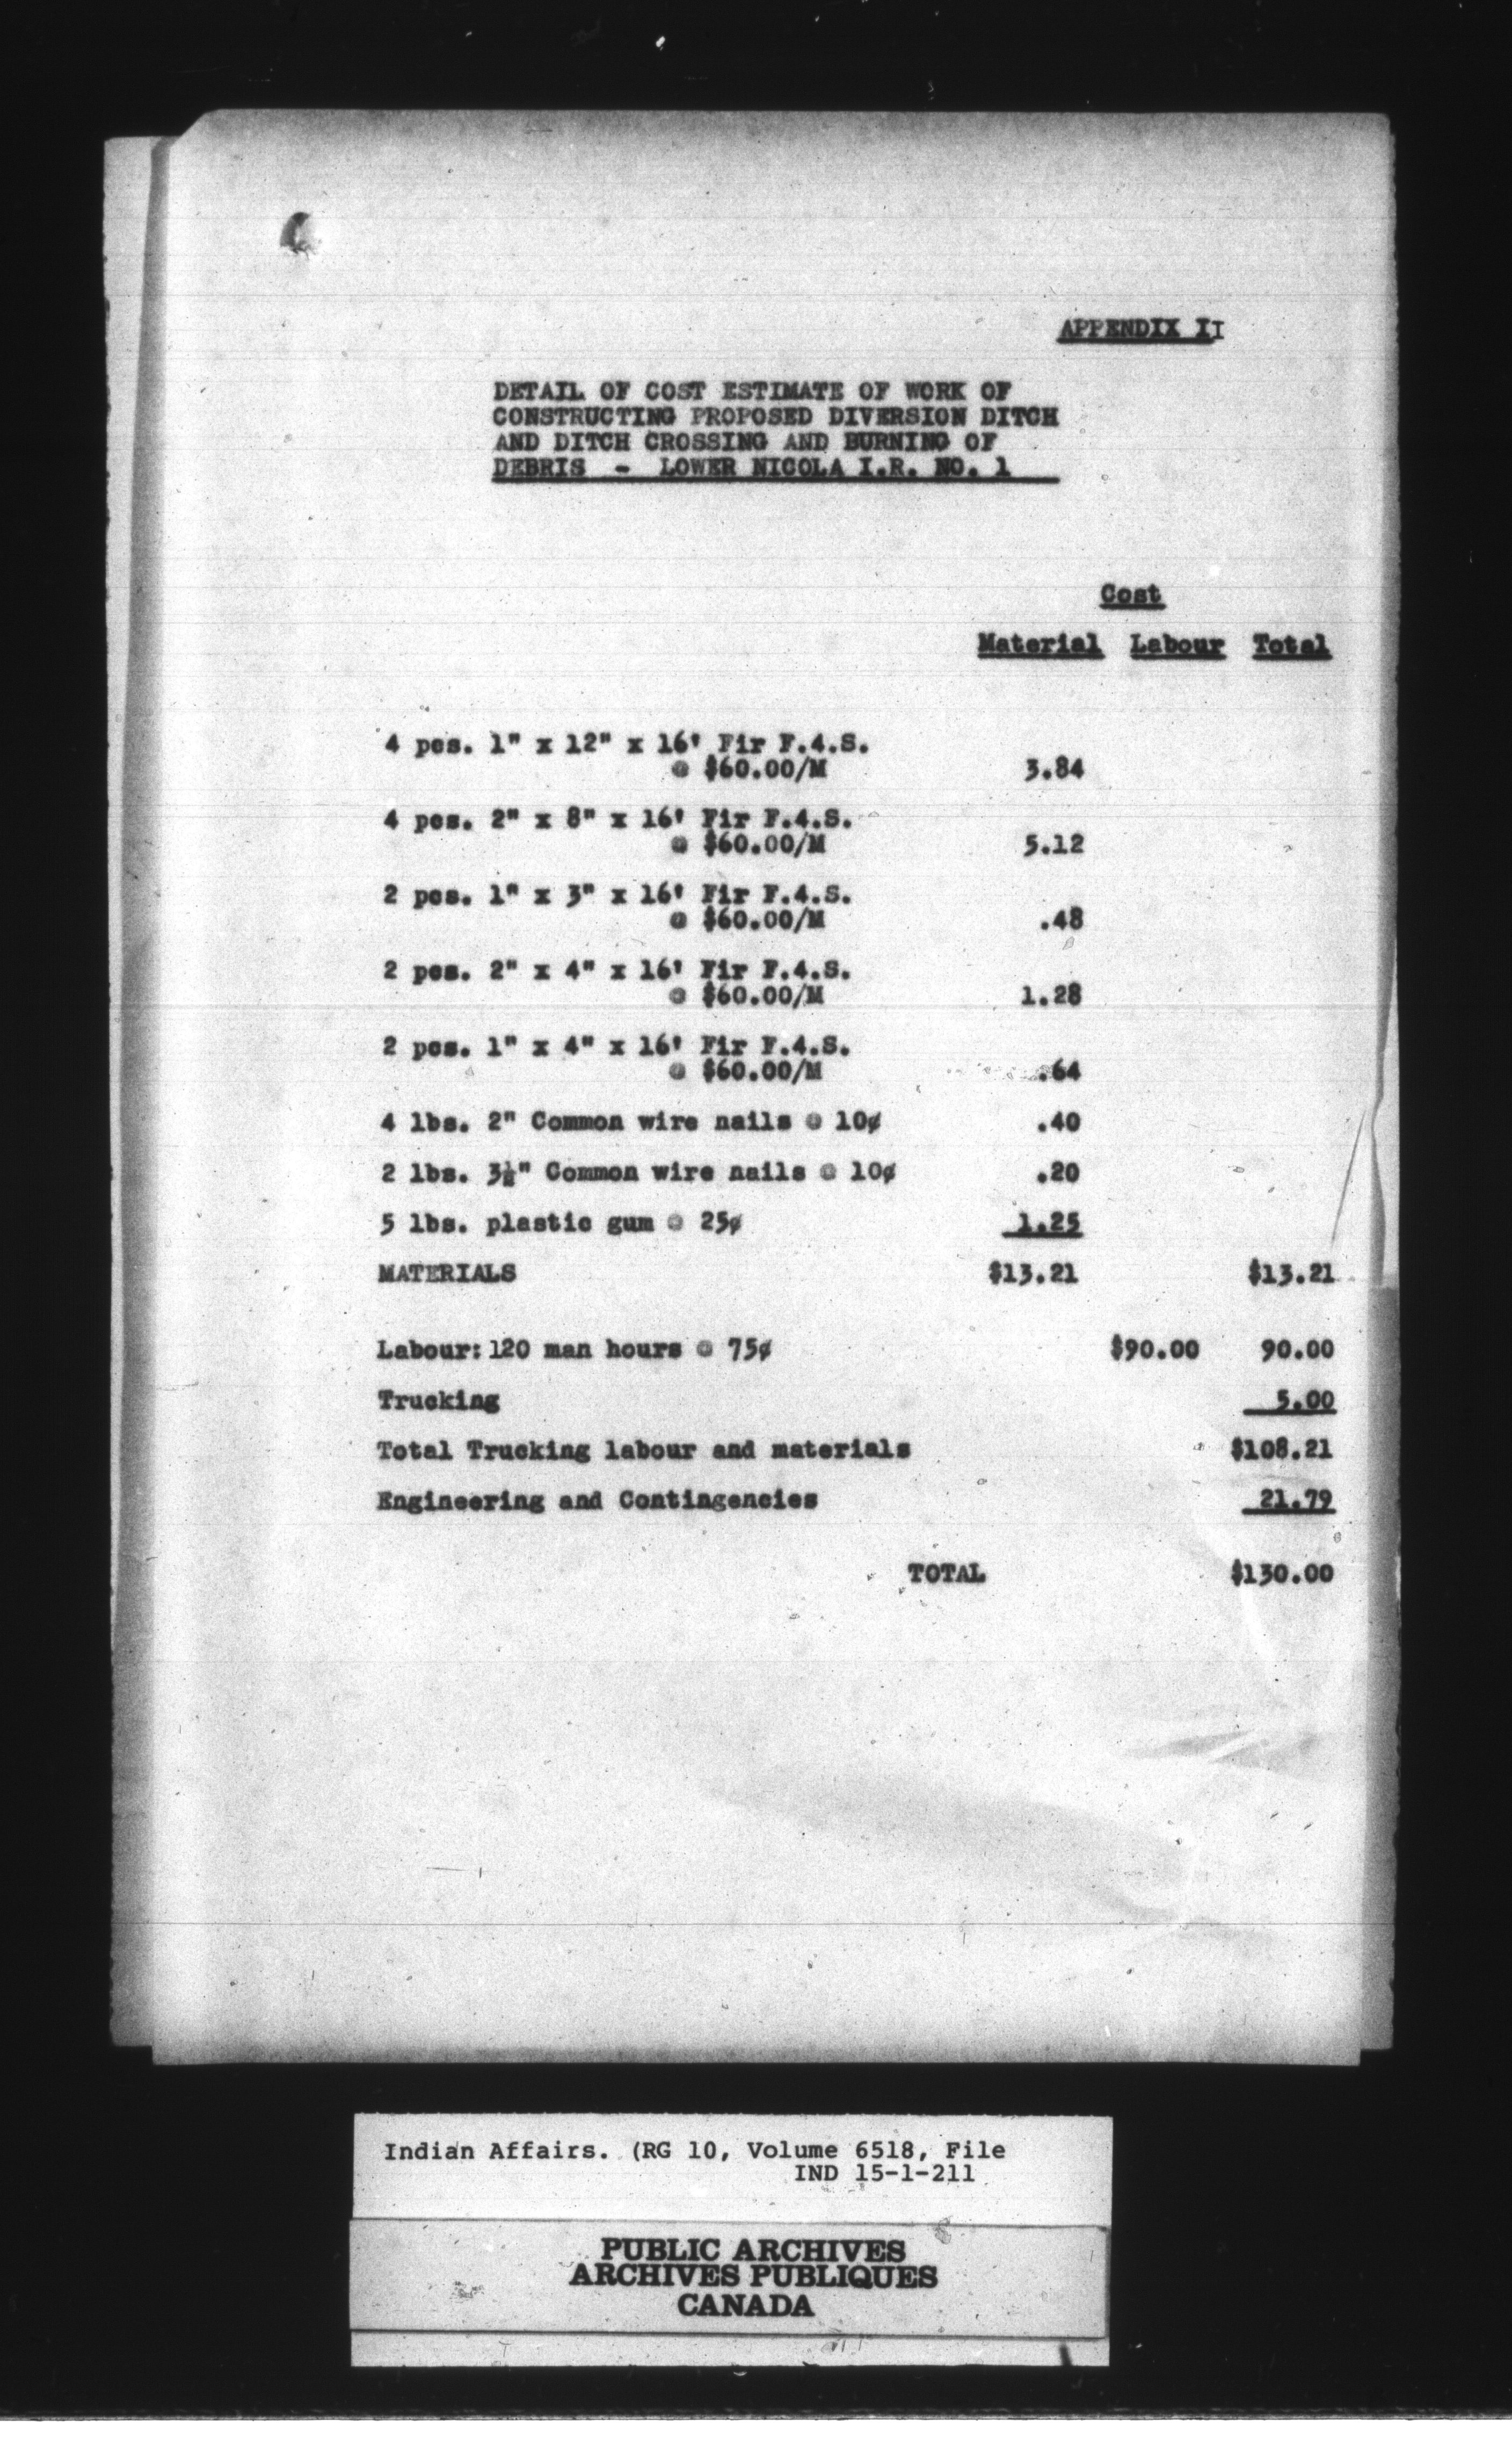 APPENDIX II
DETAIL OF COST ESTIMATE OF WORK OF
CONSTRUCTING PROPOSED DIVERSION DITCH
AND DITCH CROSSING AND BURNING OF
DEBRIS - LOWER NICOLA I.R. NO. 1
Cost
Material Labour Total
4 pcs. 1" x 12" x 16' Fir F.4.S.
@ $60.00/M 3.84
4 pcs. 2" x 8" x 16' Fir F.4.S.
@ $60.00/M 5.12
2 pcs. 1" x 3" x 16' Fir F.4.S.
@ $60.00/M .48
2 pcs. 2" x 4" x 16' Fir F.4.S.
@ $60.00/M 1.28
2 pcs. 1" x 4" x 16' Fir F.4.S.
@ $60.00/M .64
4 lbs. 2" Common wire nails @ 10¢ .40
2 lbs. 3½" Common wire nails @ 10¢ .20
5 lbs. plastic gum @ 25¢ 1.25
MATERIALS $13.21 $13.21
Labour: 120 man hours @ 75¢ $90.00 90.00
Trucking 5.00
Total Trucking labour and materials $108.21
Engineering and Contingencies 21.79
TOTAL $130.00
Indian Affairs. (RG 10, Volume 6518, File
IND 15-1-211
PUBLIC ARCHIVES
ARCHIVES PUBLIQUES
CANADA